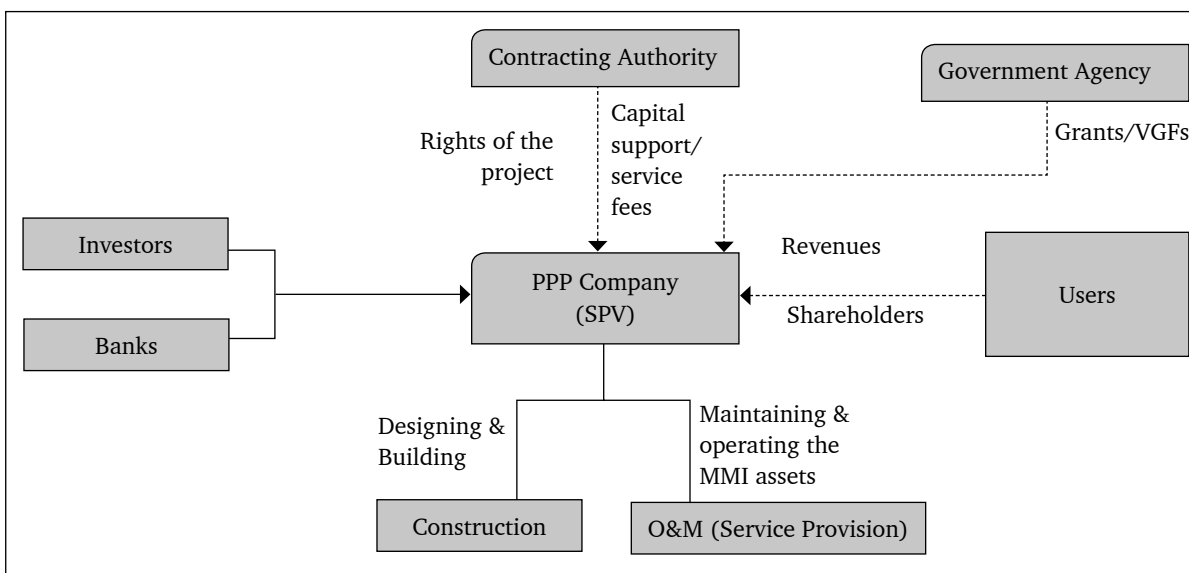 Contracting Authority
Government Agency
Rights of the
project
Capital
support/
service
fees
Grants/VGFs
Investors
Banks
PPP Company
(SPV)
Revenues
Shareholders
Users
Designing &
Building
Maintaining &
operating the
MMI assets
Construction
O&M (Service Provision)